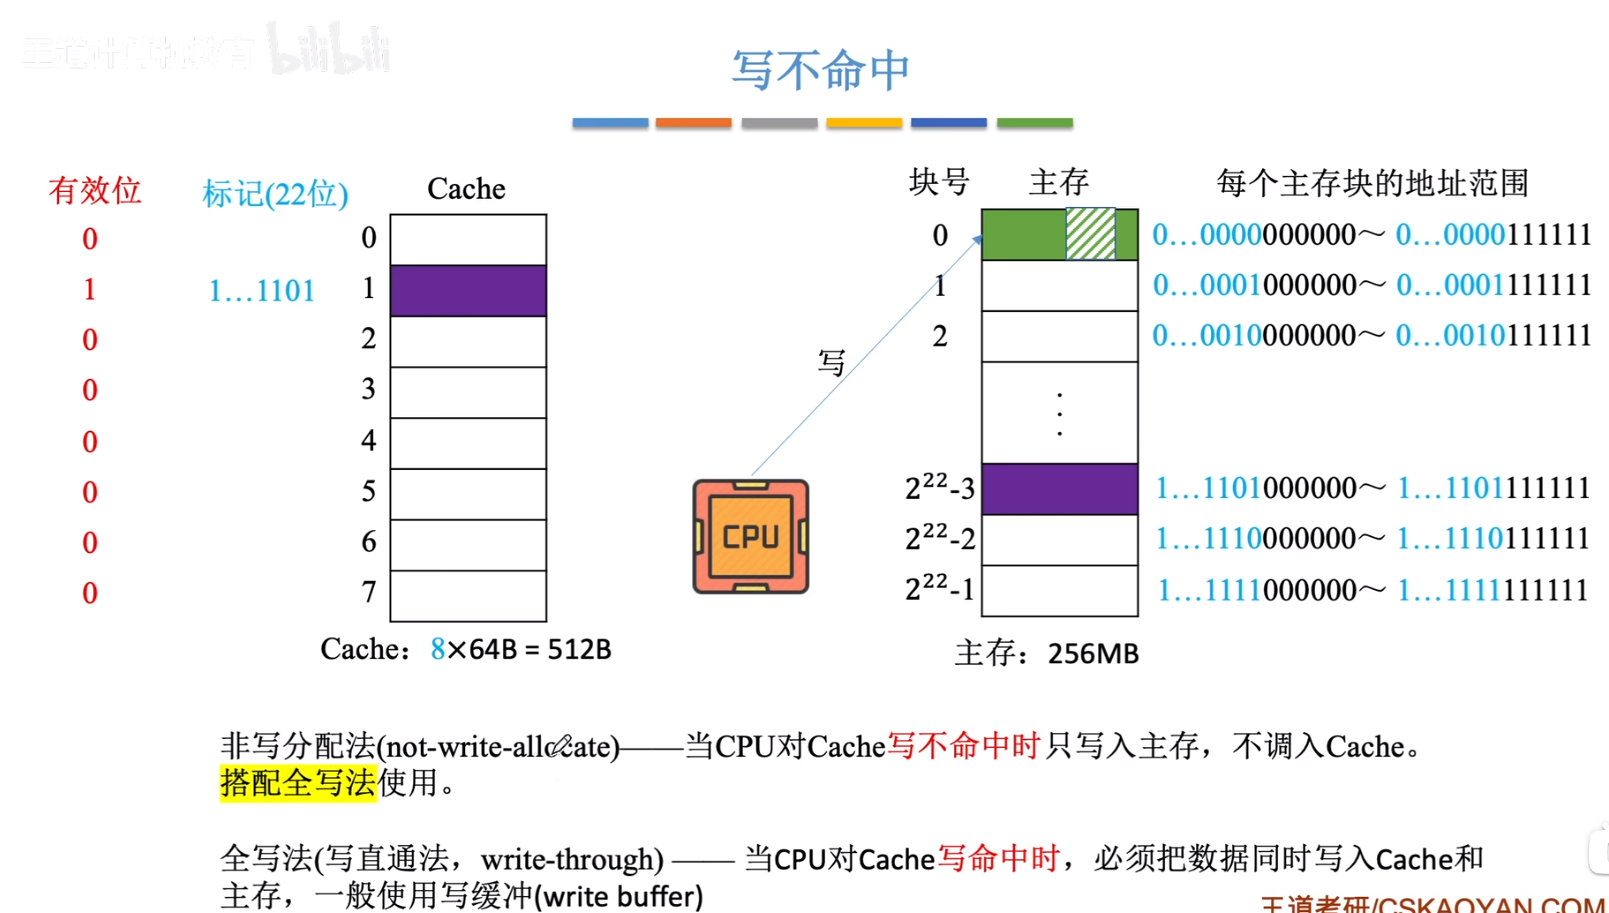 王道计算机教育 bilibili
写不命中
有效位 标记(22位) Cache 块号 主存 每个主存块的地址范围
0 0 0 0…0000000000～ 0…0000111111
1 1…1101 1 1 0…0001000000～ 0…0001111111
0 2 2 0…0010000000～ 0…0010111111
写
0 3
0 4
0 5 2²²-3 1…1101000000～ 1…1101111111
0 6 CPU 2²²-2 1…1110000000～ 1…1110111111
0 7 2²²-1 1…1111000000～ 1…1111111111
Cache：8×64B = 512B 主存：256MB
非写分配法(not-write-allocate)——当CPU对Cache写不命中时只写入主存，不调入Cache。
搭配全写法使用。
全写法(写直通法，write-through) —— 当CPU对Cache写命中时，必须把数据同时写入Cache和
主存，一般使用写缓冲(write buffer)
王道考研/CSKAOYAN.COM